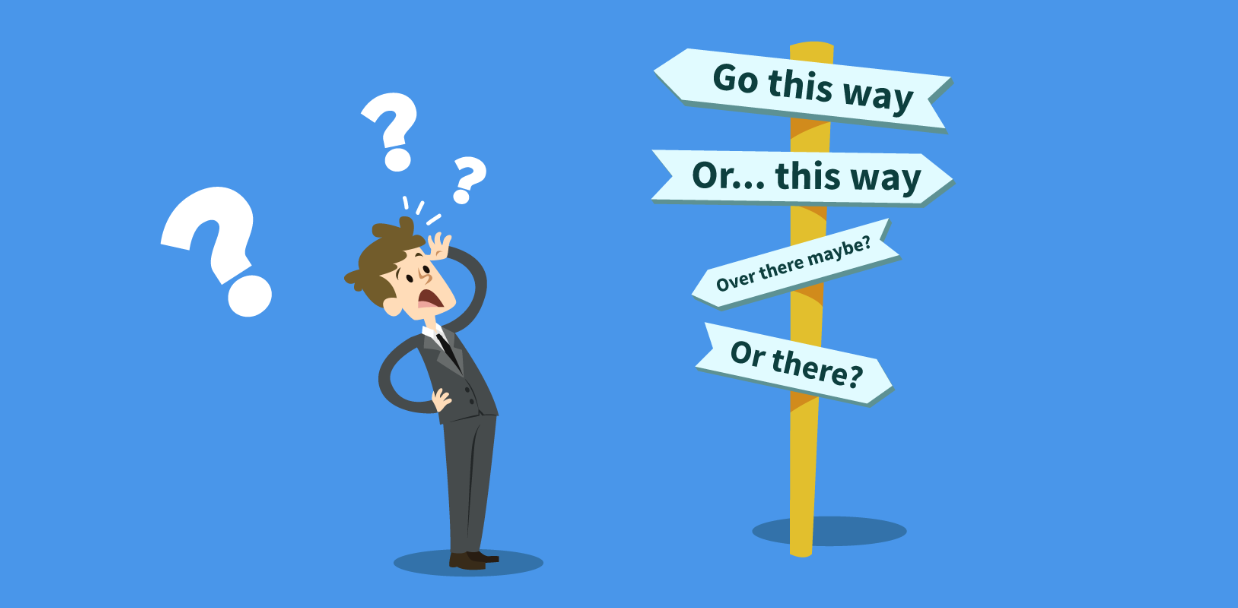 Go this way
Or... this way
Over there maybe?
Or there?